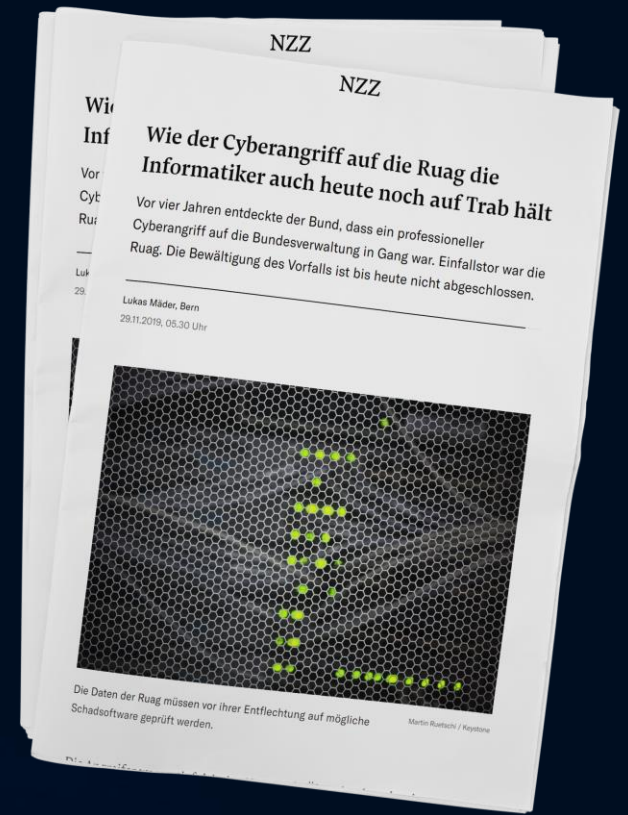 NZZ
Wie
Inf
Vor
Cyb
Rua
Luk
29.
NZZ
Wie der Cyberangriff auf die Ruag die
Informatiker auch heute noch auf Trab hält
Vor vier Jahren entdeckte der Bund, dass ein professioneller
Cyberangriff auf die Bundesverwaltung in Gang war. Einfallstor war die
Ruag. Die Bewältigung des Vorfalls ist bis heute nicht abgeschlossen.
Lukas Mäder, Bern
29.11.2019, 05.30 Uhr
Die Daten der Ruag müssen vor ihrer Entflechtung auf mögliche
Schadsoftware geprüft werden.
Martin Ruetschi / Keystone